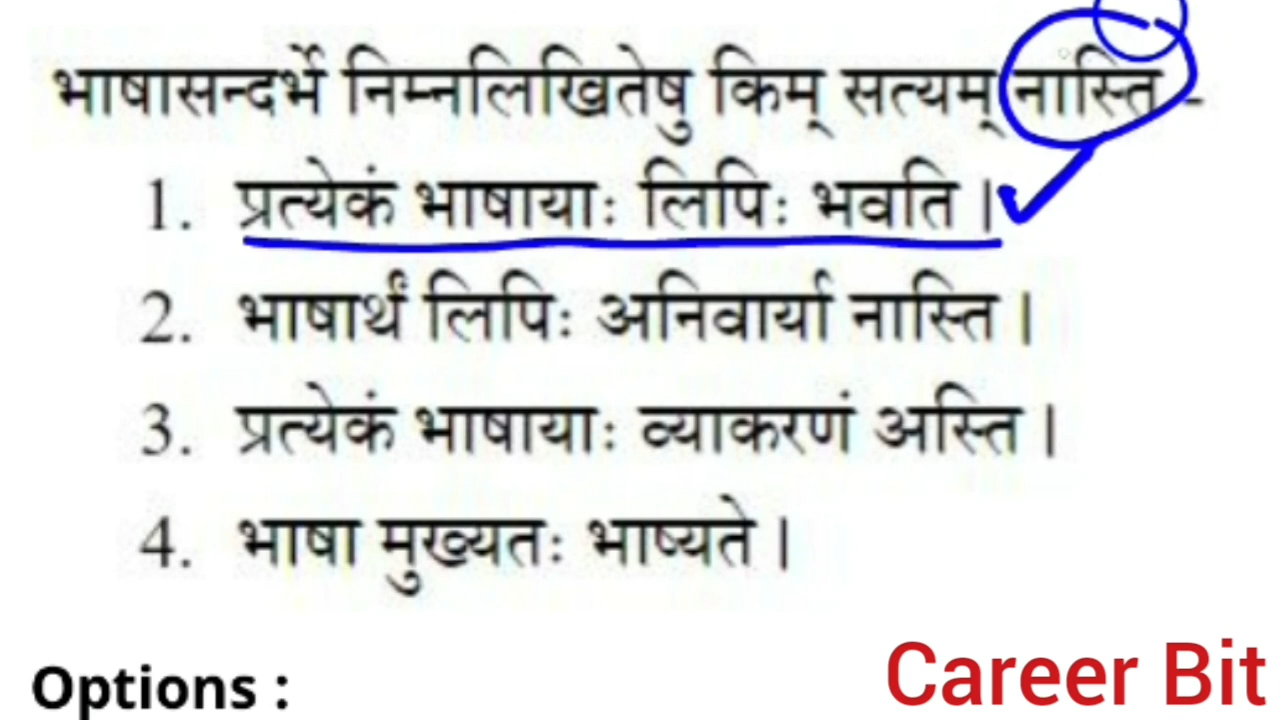 भाषासन्दर्भे निम्नलिखितेषु किम् सत्यम् नास्ति -
1. प्रत्येकं भाषायाः लिपिः भवति |
2. भाषार्थं लिपिः अनिवार्या नास्ति |
3. प्रत्येकं भाषायाः व्याकरणं अस्ति |
4. भाषा मुख्यतः भाष्यते |
Options :
Career Bit